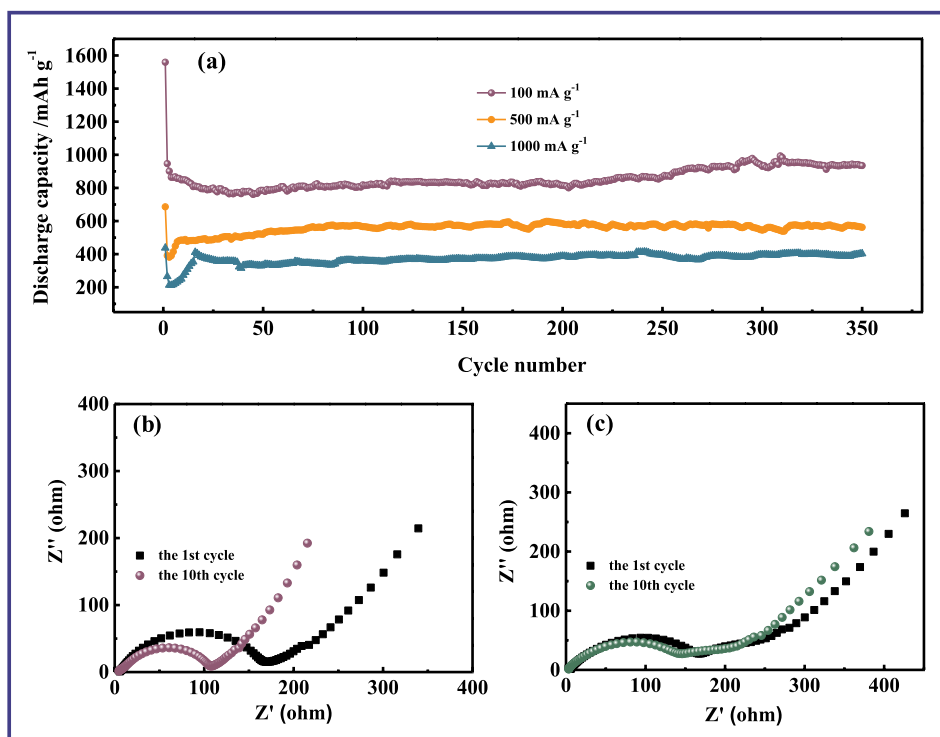 (a)
1600
1400
1200
1000
800
600
400
200
Discharge capacity /mAh g⁻¹
100 mA g⁻¹
500 mA g⁻¹
1000 mA g⁻¹
0 50 100 150 200 250 300 350
Cycle number
(b)
400
300
200
100
0
Z'' (ohm)
the 1st cycle
the 10th cycle
0 100 200 300 400
Z' (ohm)
(c)
400
300
200
100
0
Z'' (ohm)
the 1st cycle
the 10th cycle
0 100 200 300 400
Z' (ohm)